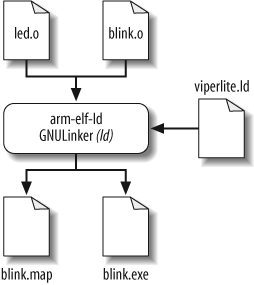 led.o
blink.o
viperlite.ld
arm-elf-ld
GNULinker (ld)
blink.map
blink.exe